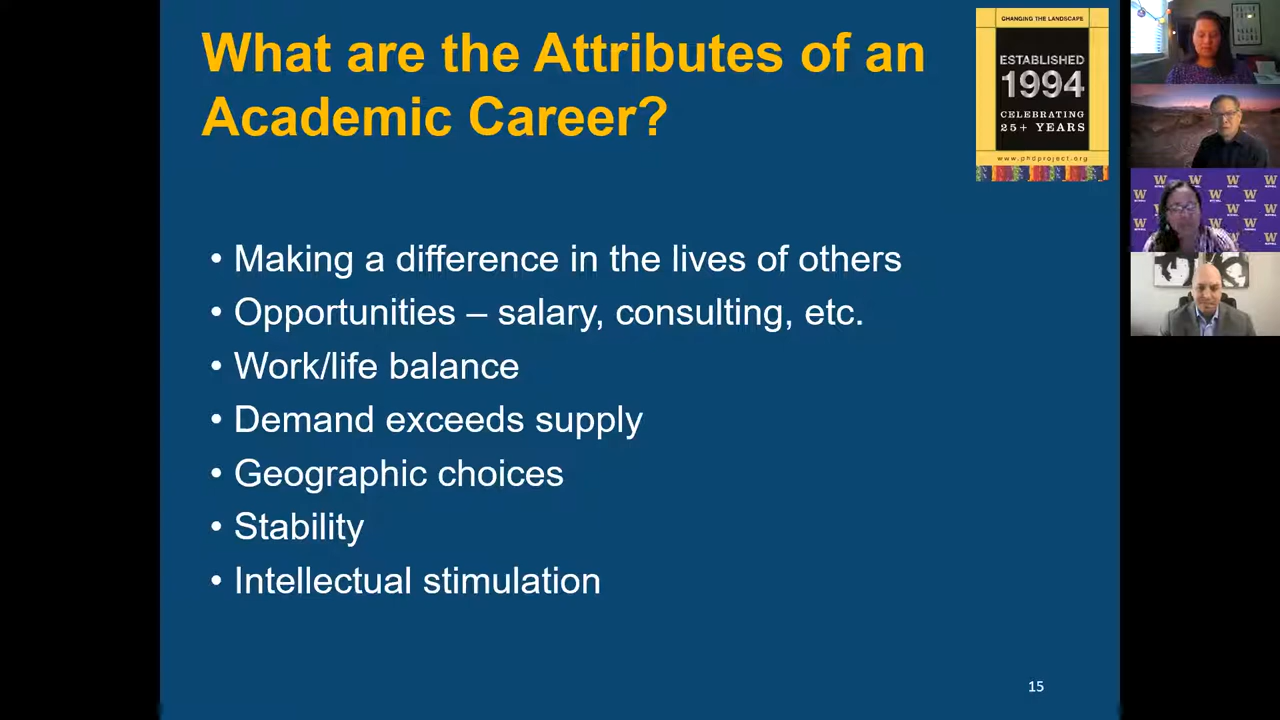 What are the Attributes of an
Academic Career?
CHANGING THE LANDSCAPE
ESTABLISHED
1994
CELEBRATING
25+ YEARS
www.phdproject.org
• Making a difference in the lives of others
• Opportunities – salary, consulting, etc.
• Work/life balance
• Demand exceeds supply
• Geographic choices
• Stability
• Intellectual stimulation
15
W W W W
W W
W W